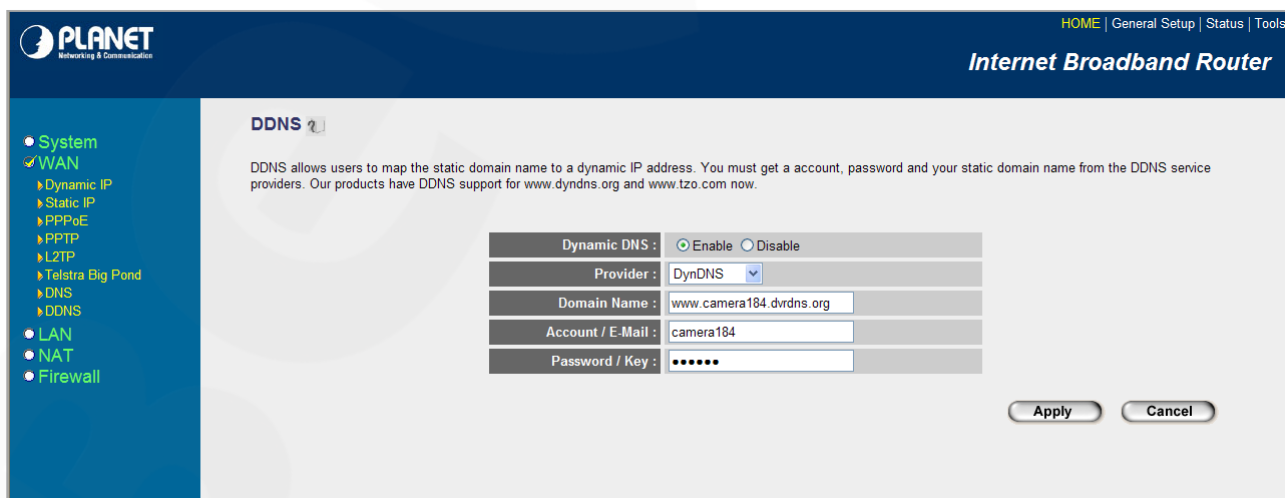 PLANET
Networking & Communication
HOME | General Setup | Status | Tools
Internet Broadband Router
System
WAN
Dynamic IP
Static IP
PPPoE
PPTP
L2TP
Telstra Big Pond
DNS
DDNS
LAN
NAT
Firewall
DDNS
DDNS allows users to map the static domain name to a dynamic IP address. You must get a account, password and your static domain name from the DDNS service
providers. Our products have DDNS support for www.dyndns.org and www.tzo.com now.
Dynamic DNS : Enable Disable
Provider : DynDNS
Domain Name : www.camera184.dvrdns.org
Account / E-Mail : camera184
Password / Key : ••••••
Apply Cancel